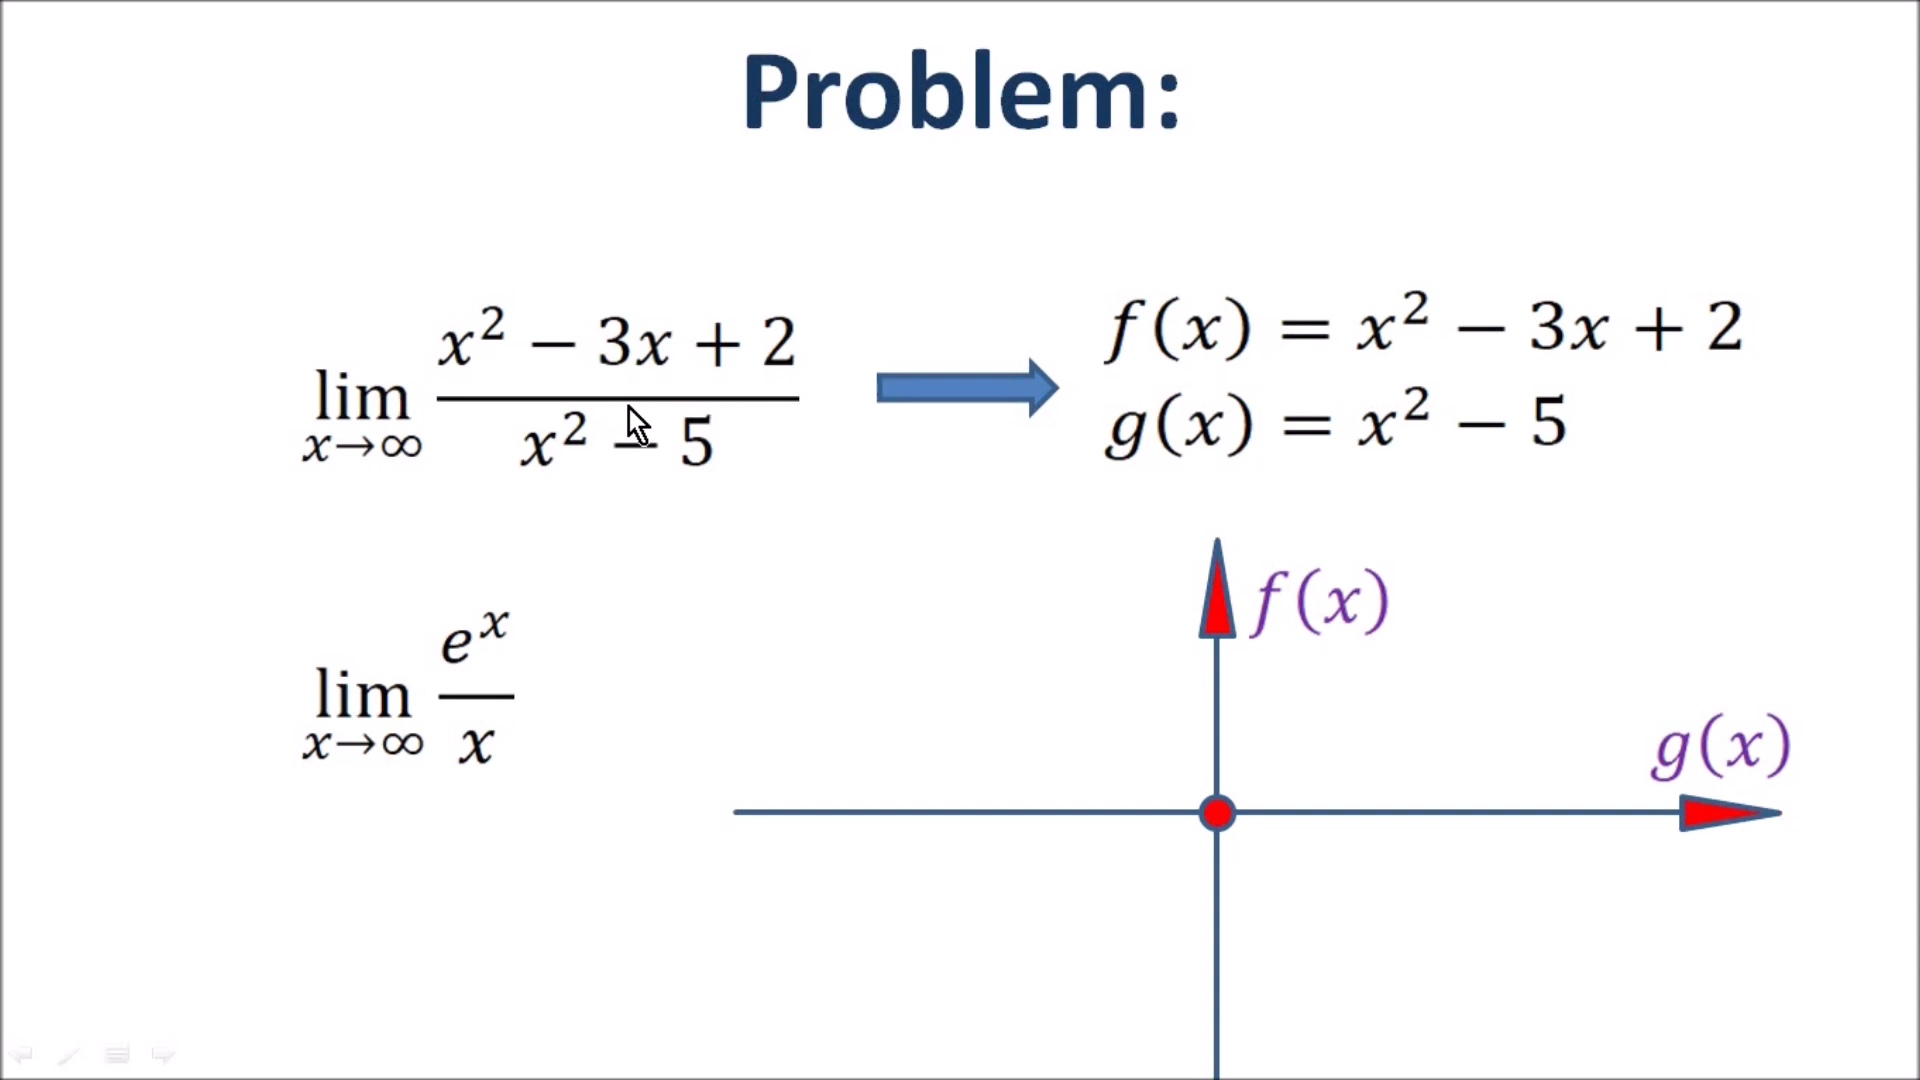 Problem:
lim x→∞ (x² − 3x + 2) / (x² − 5)
f(x) = x² − 3x + 2
g(x) = x² − 5
lim x→∞ eˣ / x
f(x)
g(x)